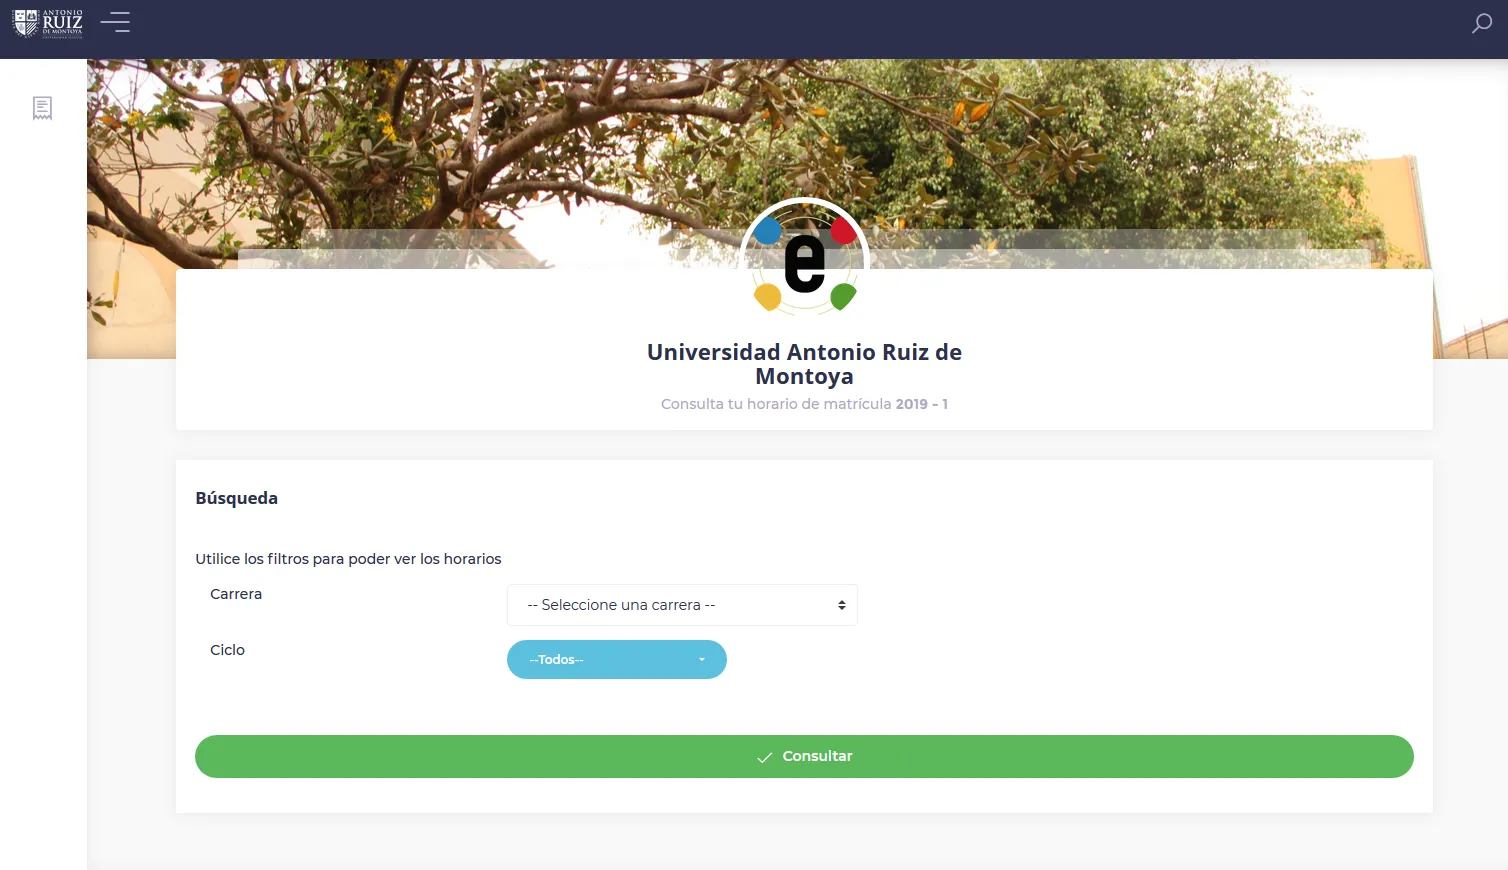 ANTONIO
RUIZ
DE MONTOYA
e
Universidad Antonio Ruiz de
Montoya
Consulta tu horario de matrícula 2019 - 1
Búsqueda
Utilice los filtros para poder ver los horarios
Carrera
-- Seleccione una carrera --
Ciclo
--Todos--
Consultar